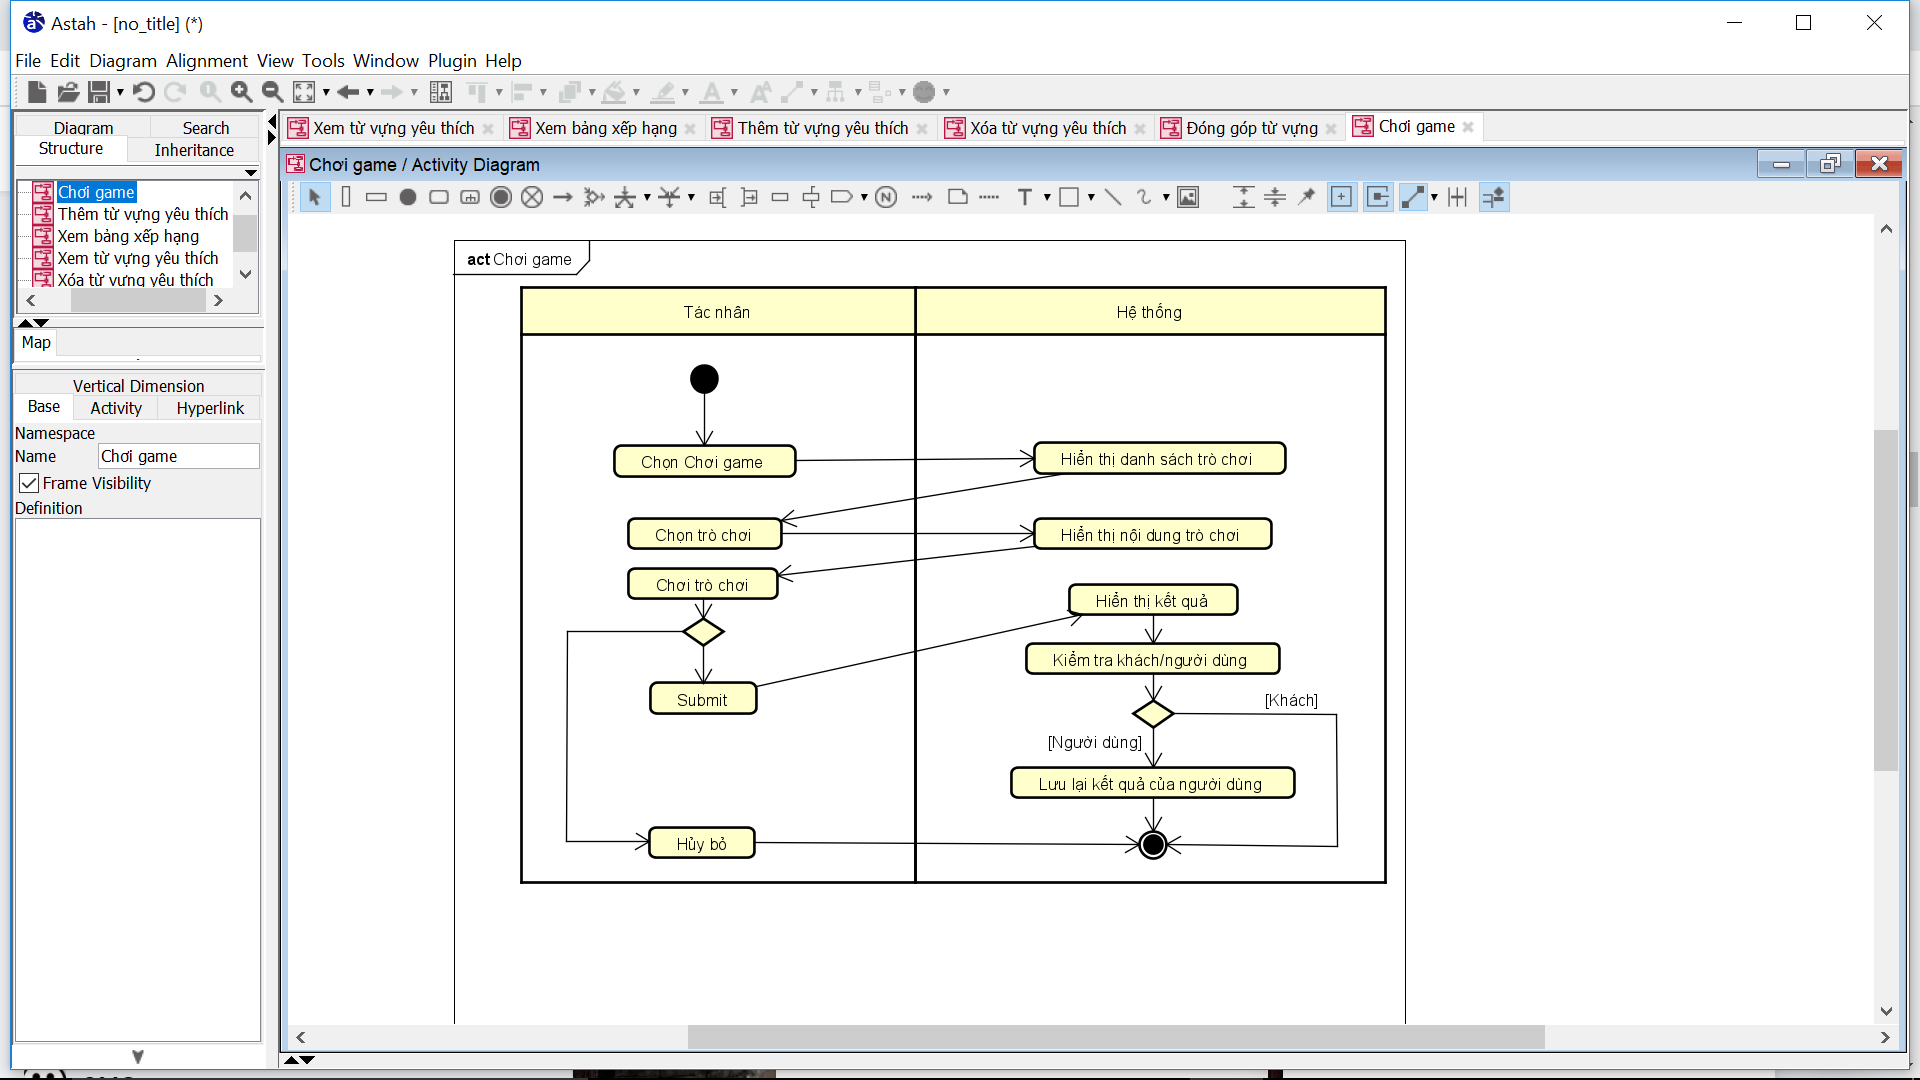 Astah - [no_title] (*)
File Edit Diagram Alignment View Tools Window Plugin Help
Diagram Search
Structure Inheritance
Chơi game
Thêm từ vựng yêu thích
Xem bảng xếp hạng
Xem từ vựng yêu thích
Xóa từ vựng yêu thích
Map
Vertical Dimension
Base Activity Hyperlink
Namespace
Name Chơi game
Frame Visibility
Definition
Xem từ vựng yêu thích Xem bảng xếp hạng Thêm từ vựng yêu thích Xóa từ vựng yêu thích Đóng góp từ vựng Chơi game
Chơi game / Activity Diagram
N T
act Chơi game
Tác nhân Hệ thống
Chọn Chơi game Hiển thị danh sách trò chơi
Chọn trò chơi Hiển thị nội dung trò chơi
Chơi trò chơi
Hiển thị kết quả
Kiểm tra khách/người dùng
Submit [Khách]
[Người dùng]
Lưu lại kết quả của người dùng
Hủy bỏ